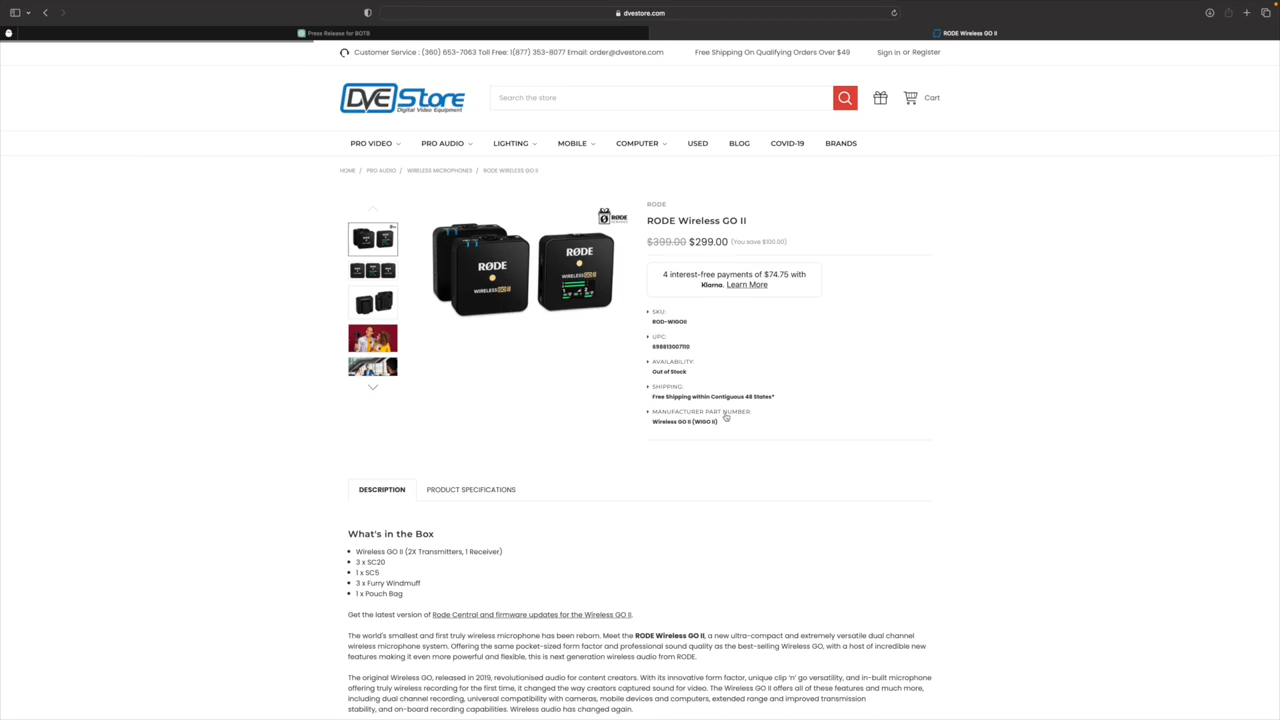 dvestore.com
Press Release for BOTB
RODE Wireless GO II
Customer Service : (360) 653-7063 Toll Free: 1(877) 353-8077 Email: order@dvestore.com
Free Shipping On Qualifying Orders Over $49
Sign in or Register
DVEStore
Digital Video Equipment
Search the store
Cart
PRO VIDEO
PRO AUDIO
LIGHTING
MOBILE
COMPUTER
USED
BLOG
COVID-19
BRANDS
HOME / PRO AUDIO / WIRELESS MICROPHONES / RODE WIRELESS GO II
RØDE
RØDE
WIRELESS GO II
RØDE
WIRELESS GO II
RODE
RODE Wireless GO II
$399.00 $299.00 (You save $100.00)
4 interest-free payments of $74.75 with
Klarna. Learn More
SKU:
ROD-WIGOII
UPC:
698813007110
AVAILABILITY:
Out of Stock
SHIPPING:
Free Shipping within Contiguous 48 States*
MANUFACTURER PART NUMBER:
Wireless GO II (WIGO II)
DESCRIPTION
PRODUCT SPECIFICATIONS
What's in the Box
Wireless GO II (2X Transmitters, 1 Receiver)
3 x SC20
1 x SC5
3 x Furry Windmuff
1 x Pouch Bag
Get the latest version of Rode Central and firmware updates for the Wireless GO II.
The world's smallest and first truly wireless microphone has been reborn. Meet the RODE Wireless GO II, a new ultra-compact and extremely versatile dual channel
wireless microphone system. Offering the same pocket-sized form factor and professional sound quality as the best-selling Wireless GO, with a host of incredible new
features making it even more powerful and flexible, this is next generation wireless audio from RODE.
The original Wireless GO, released in 2019, revolutionised audio for content creators. With its innovative form factor, unique clip 'n' go versatility, and in-built microphone
offering truly wireless recording for the first time, it changed the way creators captured sound for video. The Wireless GO II offers all of these features and much more,
including dual channel recording, universal compatibility with cameras, mobile devices and computers, extended range and improved transmission
stability, and on-board recording capabilities. Wireless audio has changed again.